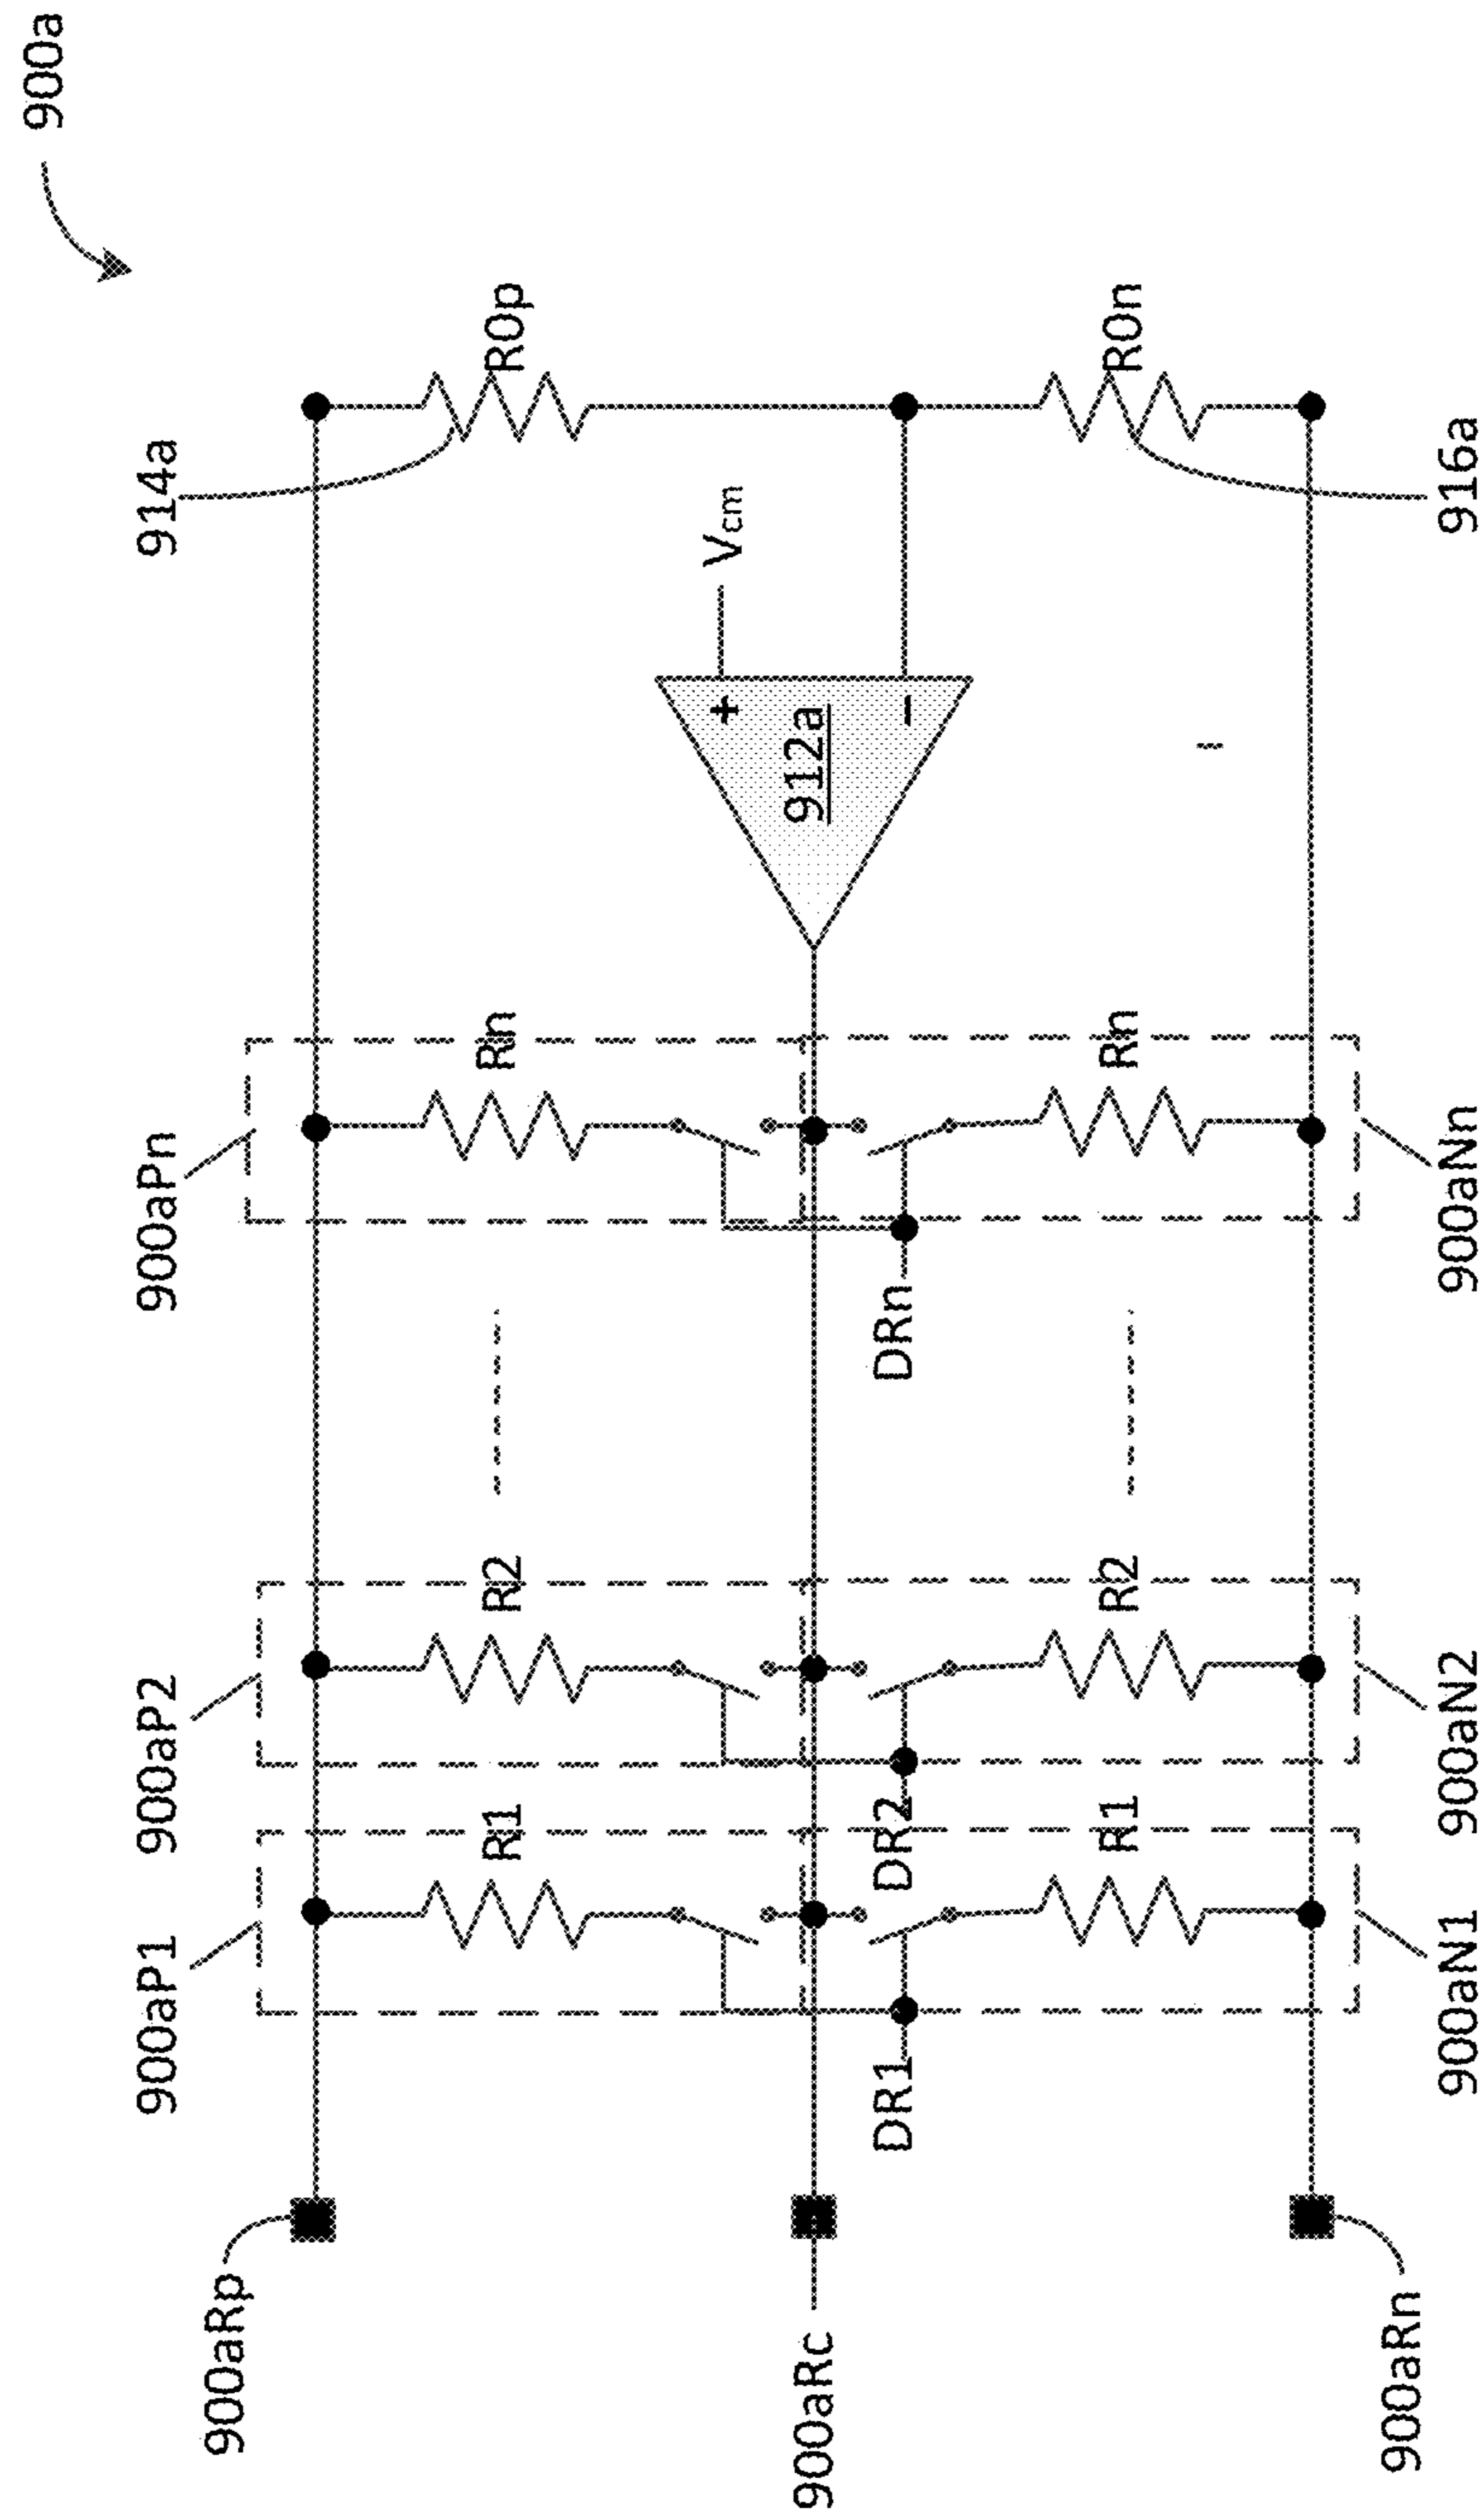 900a
914a
R0p
Vcm
+
912a
−
R0n
916a
900aPn
Rn
Rn
DRn
900aNn
900aP2
R2
R2
DR2
900aN2
900aP1
R1
R1
DR1
900aN1
900aRp
900aRc
900aRn